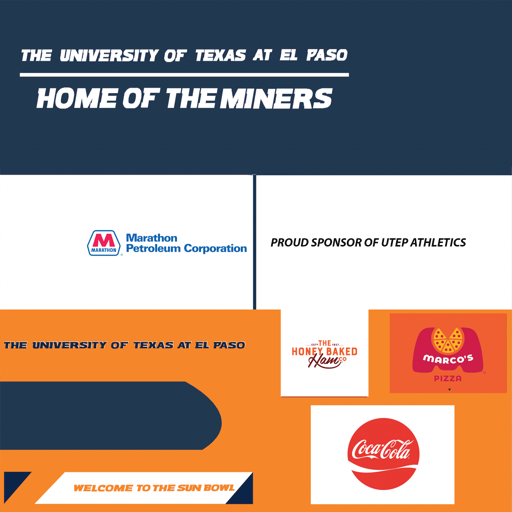 THE UNIVERSITY OF TEXAS AT EL PASO
HOME OF THE MINERS
MARATHON
Marathon
Petroleum Corporation
PROUD SPONSOR OF UTEP ATHLETICS
THE UNIVERSITY OF TEXAS AT EL PASO
THE
HONEY BAKED
Ham CO
MARCO'S
PIZZA
Coca-Cola
WELCOME TO THE SUN BOWL